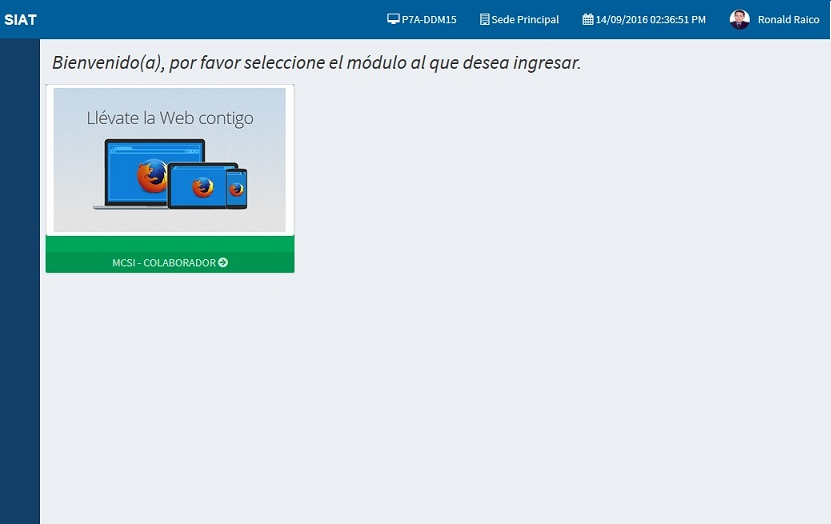 SIAT
P7A-DDM15 Sede Principal 14/09/2016 02:36:51 PM Ronald Raico
Bienvenido(a), por favor seleccione el módulo al que desea ingresar.
Llévate la Web contigo
MCSI - COLABORADOR